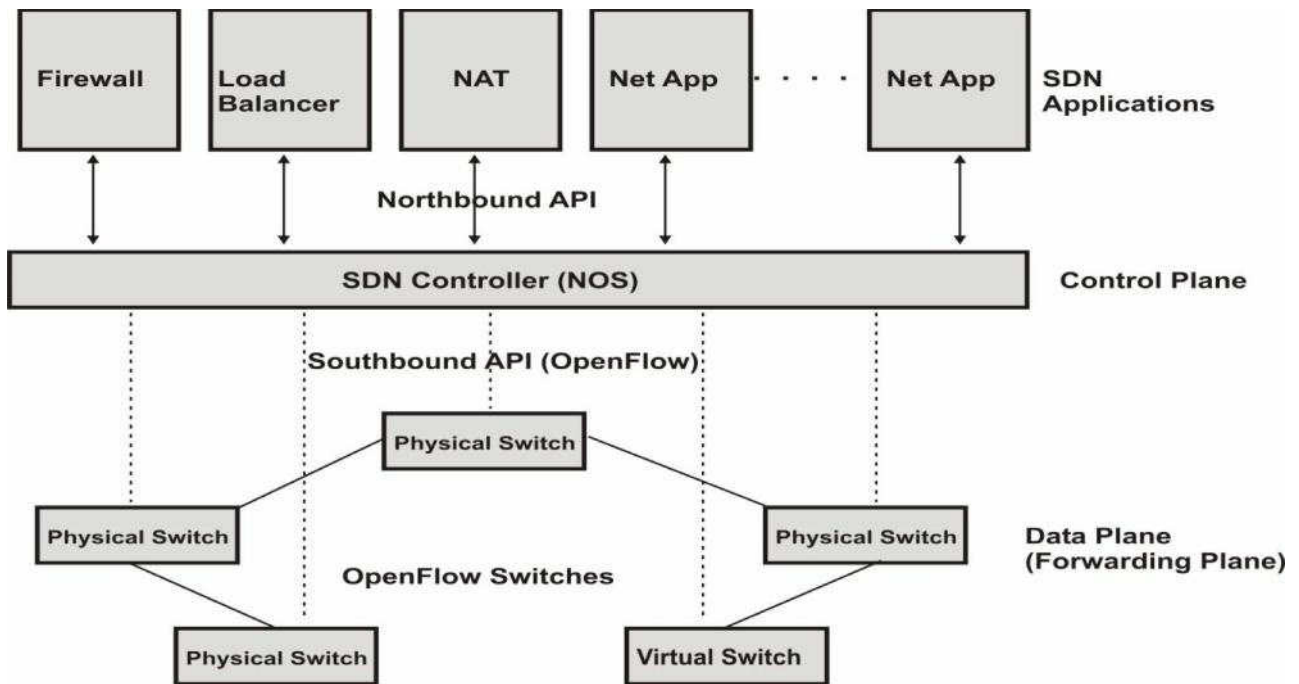 Firewall
Load
Balancer
NAT
Net App
Net App
SDN
Applications
Northbound API
SDN Controller (NOS)
Control Plane
Southbound API (OpenFlow)
Physical Switch
Physical Switch
Physical Switch
Data Plane
(Forwarding Plane)
OpenFlow Switches
Physical Switch
Virtual Switch